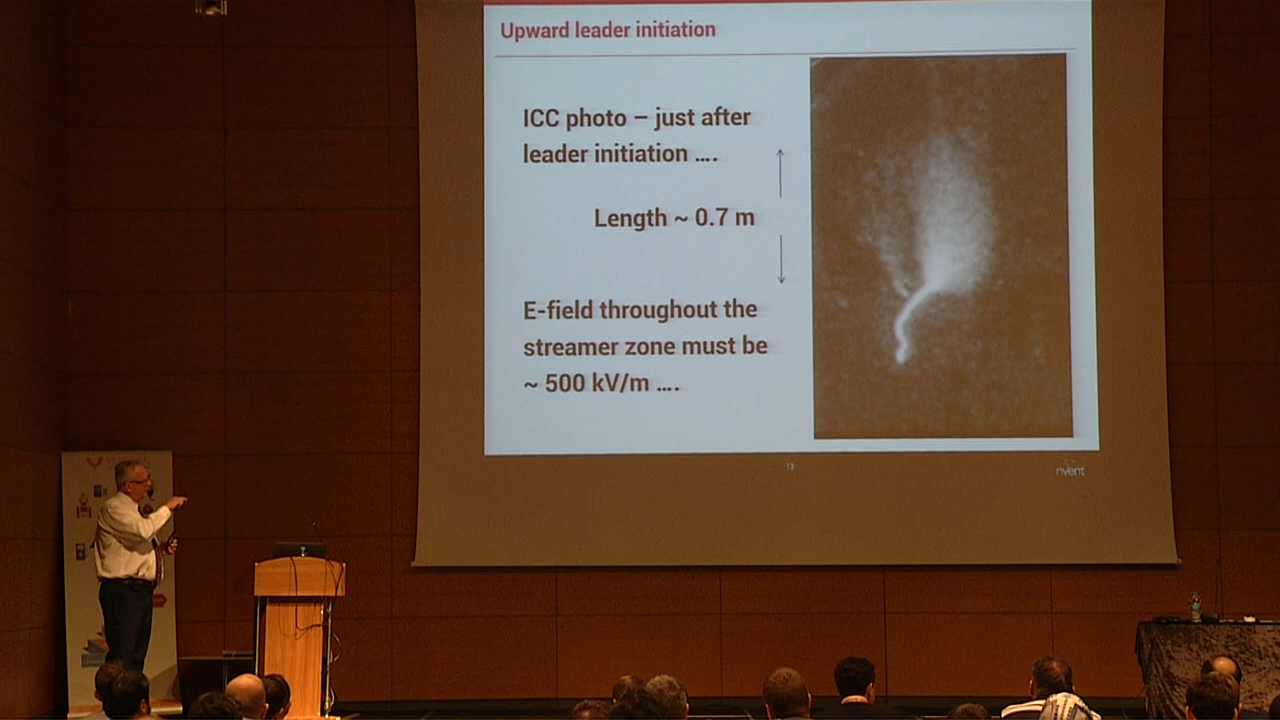 Upward leader initiation
ICC photo – just after
leader initiation ….
Length ~ 0.7 m
E-field throughout the
streamer zone must be
~ 500 kV/m ….
13
nvent